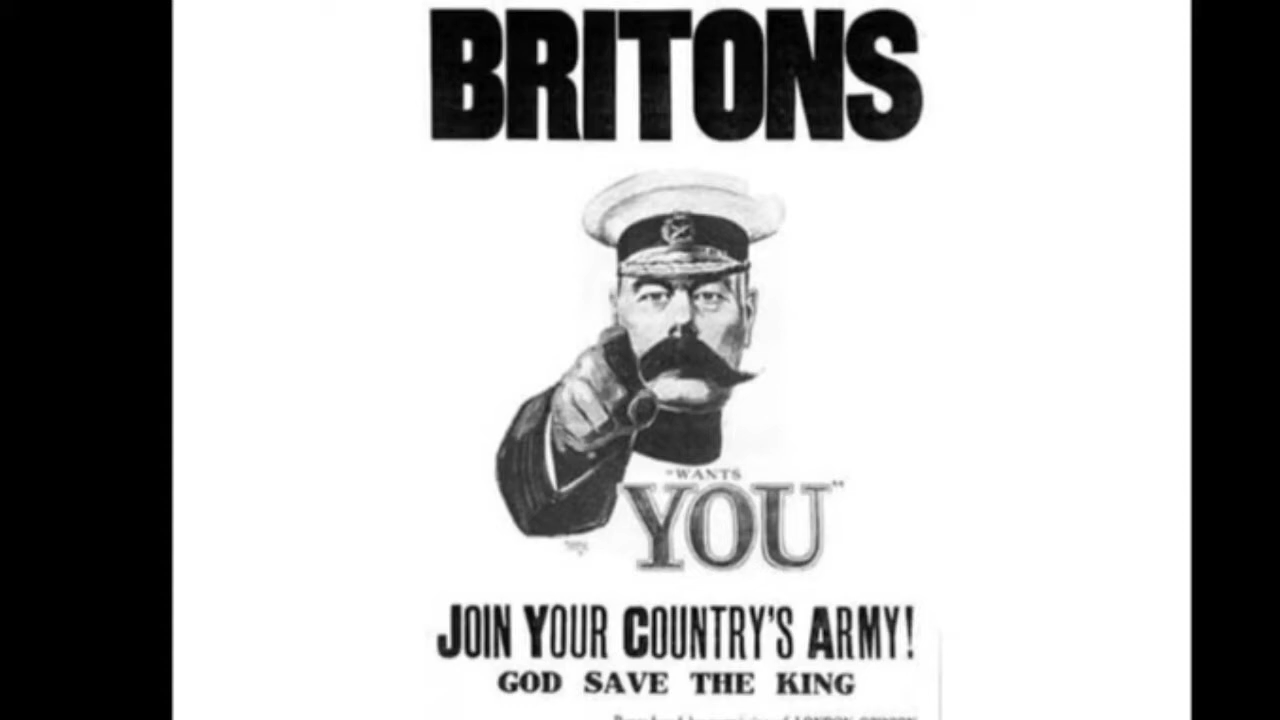 BRITONS
"WANTS
YOU"
JOIN YOUR COUNTRY'S ARMY!
GOD SAVE THE KING